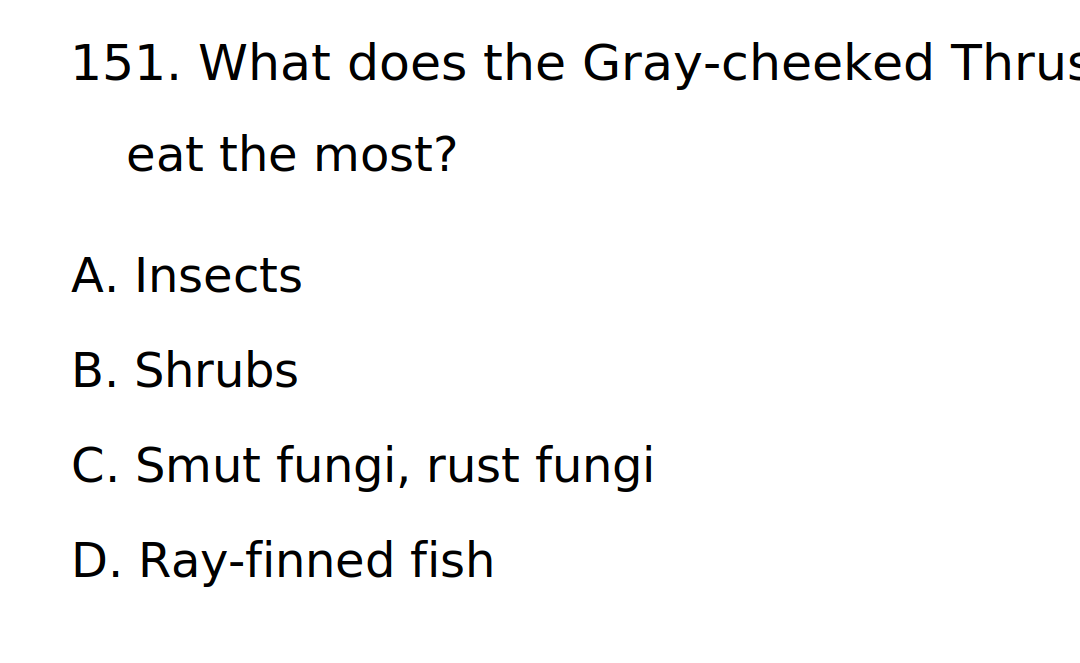 151. What does the Gray-cheeked Thrus
eat the most?
A. Insects
B. Shrubs
C. Smut fungi, rust fungi
D. Ray-finned fish